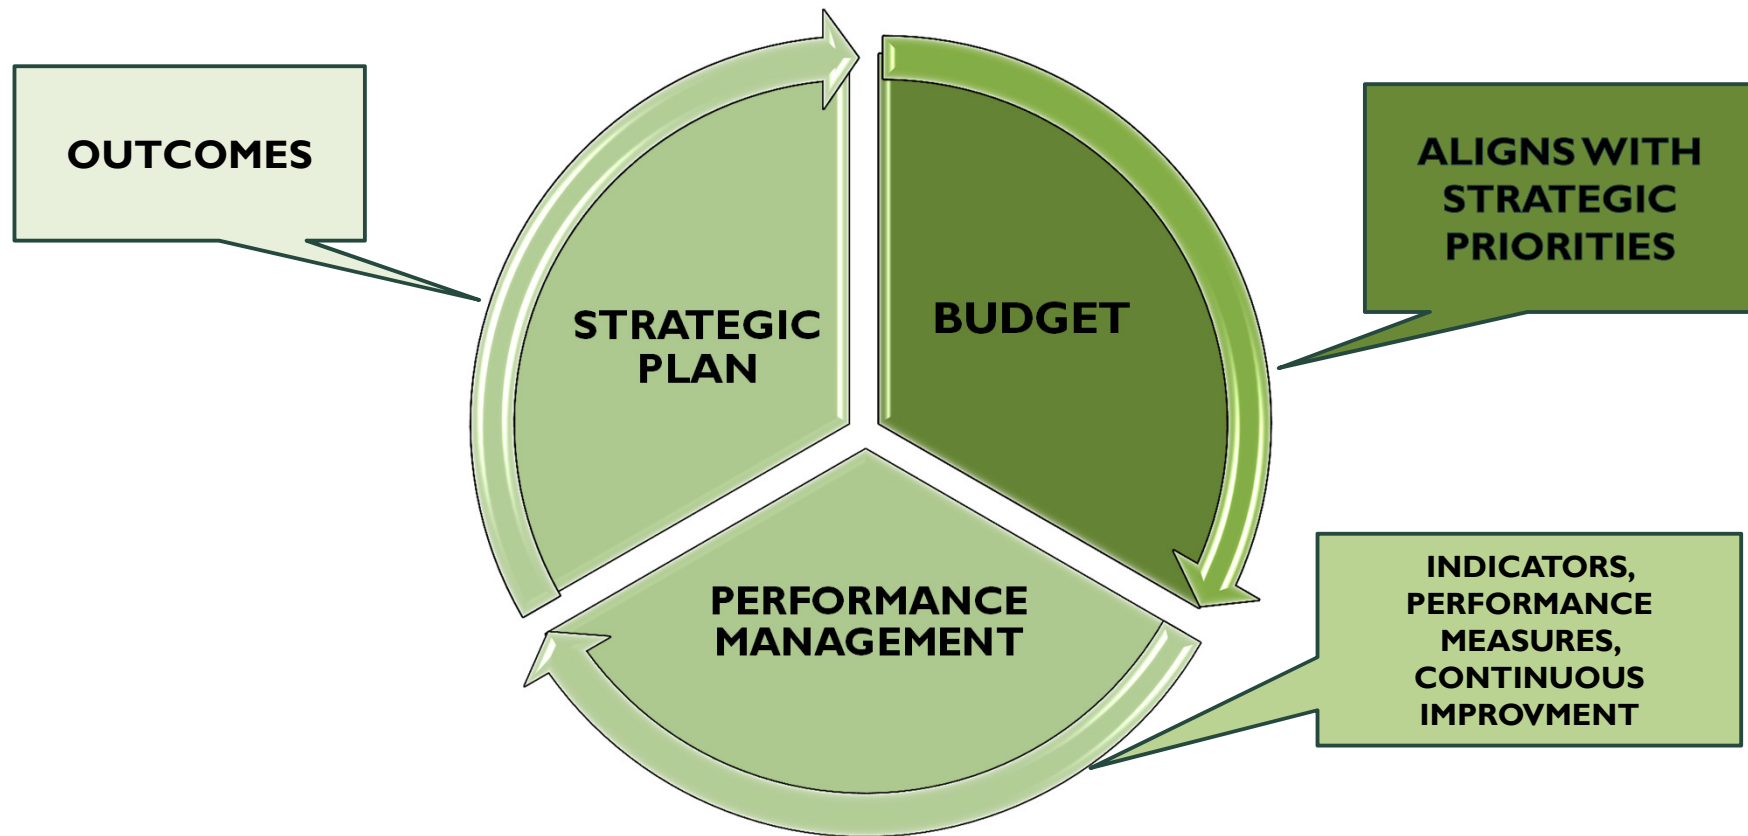 OUTCOMES
STRATEGIC
PLAN
BUDGET
ALIGNS WITH
STRATEGIC
PRIORITIES
PERFORMANCE
MANAGEMENT
INDICATORS,
PERFORMANCE
MEASURES,
CONTINUOUS
IMPROVMENT